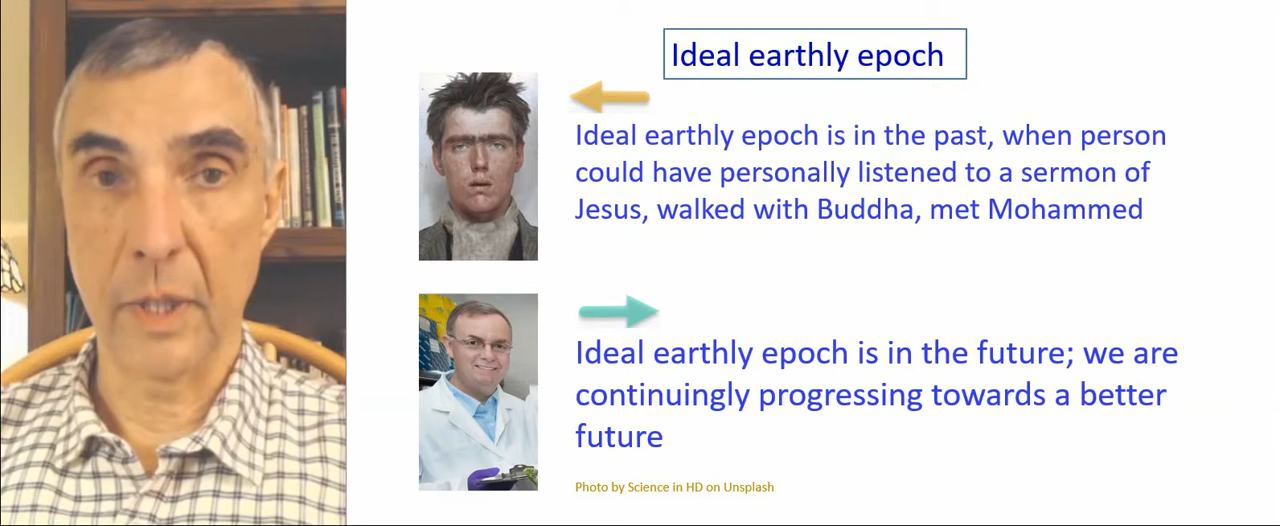 Ideal earthly epoch
Ideal earthly epoch is in the past, when person
could have personally listened to a sermon of
Jesus, walked with Buddha, met Mohammed
Ideal earthly epoch is in the future; we are
continuingly progressing towards a better
future
Photo by Science in HD on Unsplash